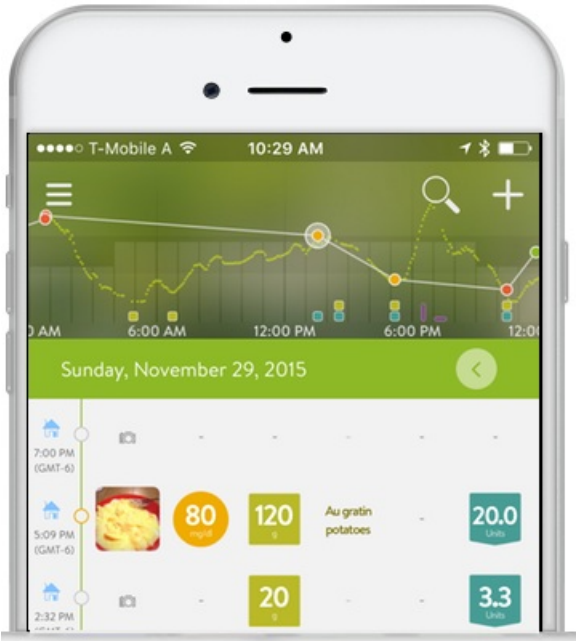 T-Mobile A
10:29 AM
AM
6:00 AM
12:00 PM
6:00 PM
12:0
Sunday, November 29, 2015
7:00 PM
(GMT-6)
- - - - -
5:09 PM
(GMT-6)
80
mg/dl
120
g
Au gratin
potatoes
-
20.0
Units
2:32 PM
(GMT-6)
-
20
g
- -
3.3
Units